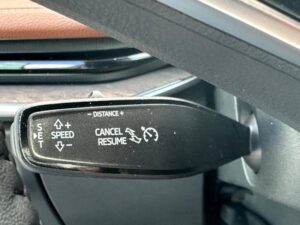 - DISTANCE +
SET
+
SPEED
-
CANCEL
RESUME